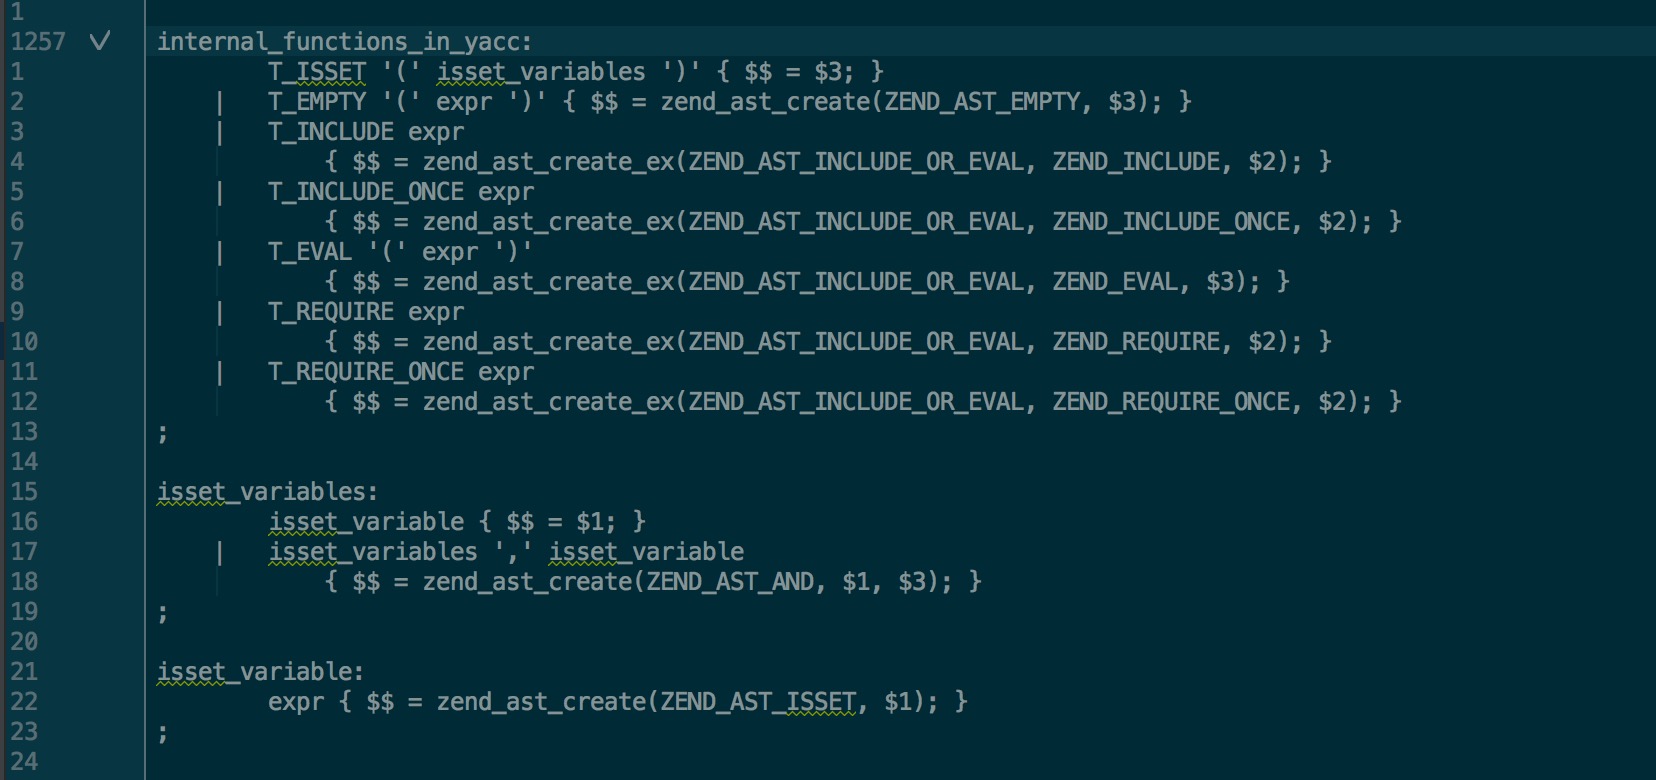 1
1257 ✓ internal_functions_in_yacc:
1 T_ISSET '(' isset_variables ')' { $$ = $3; }
2 | T_EMPTY '(' expr ')' { $$ = zend_ast_create(ZEND_AST_EMPTY, $3); }
3 | T_INCLUDE expr
4 { $$ = zend_ast_create_ex(ZEND_AST_INCLUDE_OR_EVAL, ZEND_INCLUDE, $2); }
5 | T_INCLUDE_ONCE expr
6 { $$ = zend_ast_create_ex(ZEND_AST_INCLUDE_OR_EVAL, ZEND_INCLUDE_ONCE, $2); }
7 | T_EVAL '(' expr ')'
8 { $$ = zend_ast_create_ex(ZEND_AST_INCLUDE_OR_EVAL, ZEND_EVAL, $3); }
9 | T_REQUIRE expr
10 { $$ = zend_ast_create_ex(ZEND_AST_INCLUDE_OR_EVAL, ZEND_REQUIRE, $2); }
11 | T_REQUIRE_ONCE expr
12 { $$ = zend_ast_create_ex(ZEND_AST_INCLUDE_OR_EVAL, ZEND_REQUIRE_ONCE, $2); }
13 ;
14
15 isset_variables:
16 isset_variable { $$ = $1; }
17 | isset_variables ',' isset_variable
18 { $$ = zend_ast_create(ZEND_AST_AND, $1, $3); }
19 ;
20
21 isset_variable:
22 expr { $$ = zend_ast_create(ZEND_AST_ISSET, $1); }
23 ;
24